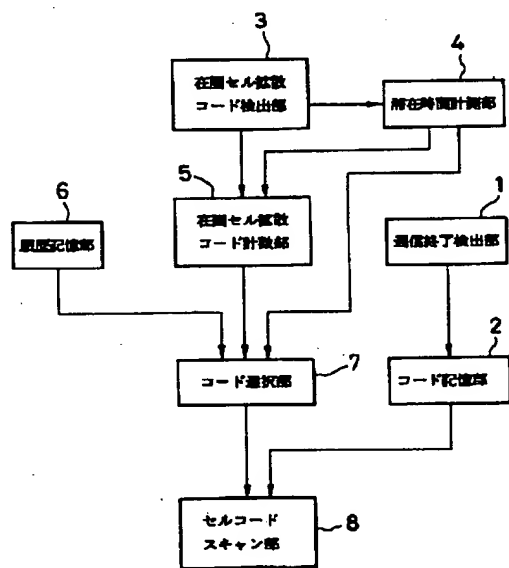 3
4
在圏セル拡散
コード検出部
滞在時間計測部
5
1
6
在圏セル拡散
コード計数部
履歴記憶部
通信終了検出部
2
7
コード選択部
コード記憶部
セルコード
スキャン部
8